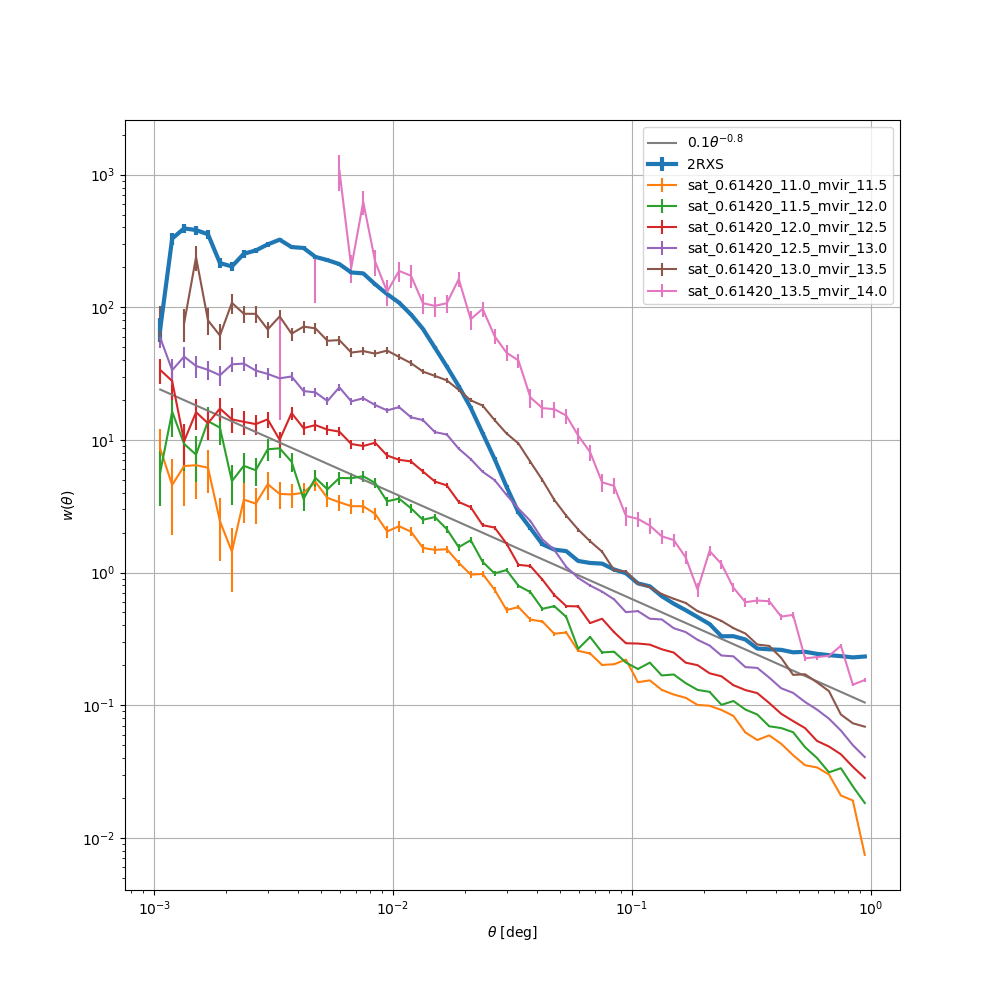 0.1θ^−0.8
2RXS
sat_0.61420_11.0_mvir_11.5
sat_0.61420_11.5_mvir_12.0
sat_0.61420_12.0_mvir_12.5
sat_0.61420_12.5_mvir_13.0
sat_0.61420_13.0_mvir_13.5
sat_0.61420_13.5_mvir_14.0
w(θ)
10^3
10^2
10^1
10^0
10^−1
10^−2
10^−3 10^−2 10^−1 10^0
θ [deg]